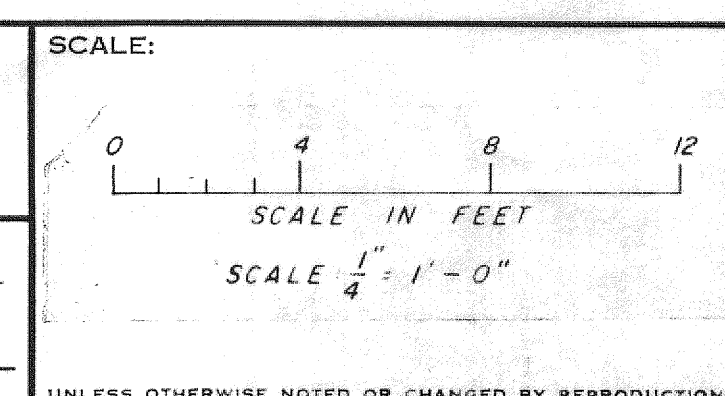 SCALE:
0 4 8 12
SCALE IN FEET
SCALE 1/4" = 1' - 0"
UNLESS OTHERWISE NOTED OR CHANGED BY REPRODUCTION